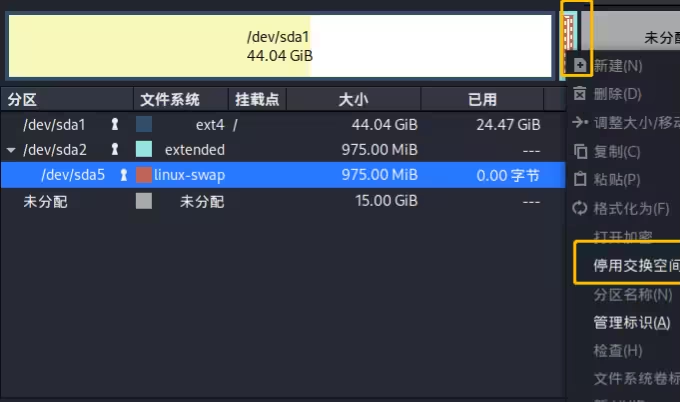 /dev/sda1
44.04 GiB
未分配
分区 文件系统 挂载点 大小 已用
/dev/sda1 ext4 / 44.04 GiB 24.47 GiB
/dev/sda2 extended 975.00 MiB ---
/dev/sda5 linux-swap 975.00 MiB 0.00 字节
未分配 未分配 15.00 GiB ---
新建(N)
删除(D)
调整大小/移动
复制(C)
粘贴(P)
格式化为(F)
打开加密
停用交换空间
分区名称(N)
管理标识(A)
检查(H)
文件系统卷标